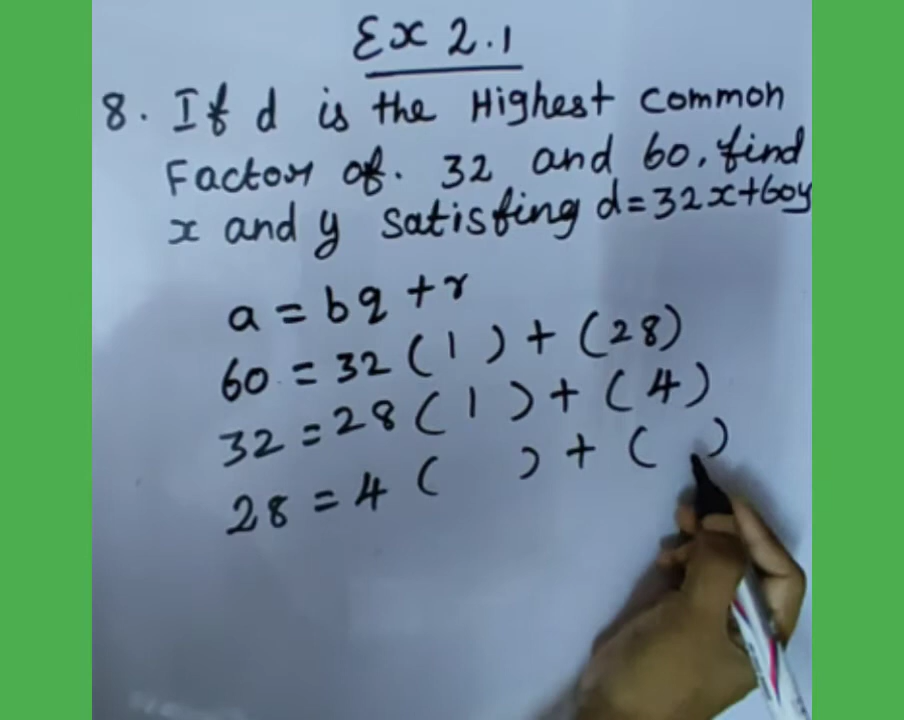 Ex 2.1
8. If d is the Highest common
Factor of. 32 and 60, find
x and y satisfing d=32x+60y
a = bq + r
60 = 32 ( 1 ) + (28)
32 = 28 ( 1 ) + ( 4 )
28 = 4 (   ) + (   )